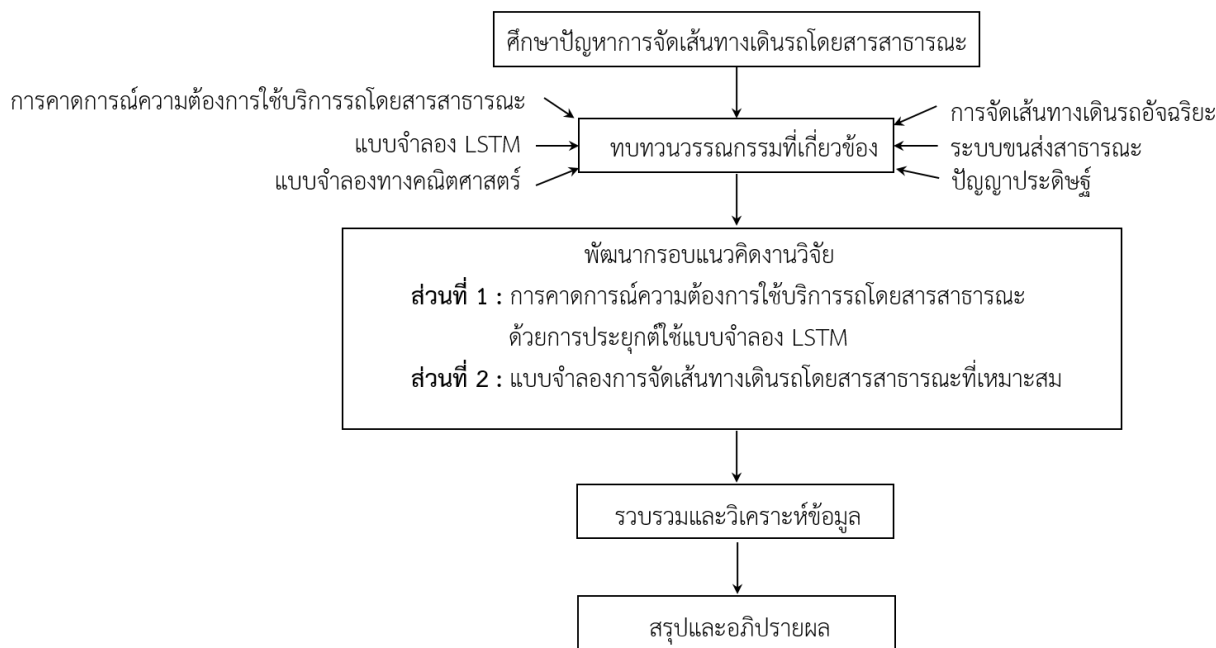 ศึกษาปัญหาการจัดเส้นทางเดินรถโดยสารสาธารณะ
การคาดการณ์ความต้องการใช้บริการรถโดยสารสาธารณะ
แบบจำลอง LSTM
แบบจำลองทางคณิตศาสตร์
ทบทวนวรรณกรรมที่เกี่ยวข้อง
การจัดเส้นทางเดินรถอัจฉริยะ
ระบบขนส่งสาธารณะ
ปัญญาประดิษฐ์
พัฒนากรอบแนวคิดงานวิจัย
ส่วนที่ 1 : การคาดการณ์ความต้องการใช้บริการรถโดยสารสาธารณะ
ด้วยการประยุกต์ใช้แบบจำลอง LSTM
ส่วนที่ 2 : แบบจำลองการจัดเส้นทางเดินรถโดยสารสาธารณะที่เหมาะสม
รวบรวมและวิเคราะห์ข้อมูล
สรุปและอภิปรายผล